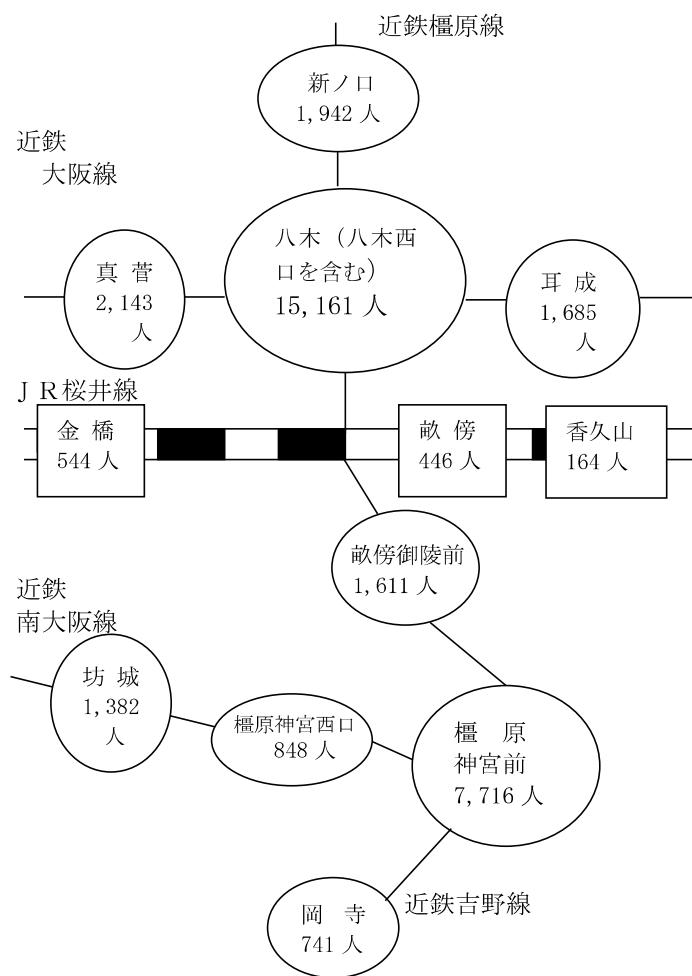 近鉄橿原線
新ノ口
1,942 人
近鉄
大阪線
八木（八木西
口を含む）
15,161 人
真 菅
2,143
人
耳 成
1,685
人
ＪＲ桜井線
金 橋
544 人
畝 傍
446 人
香久山
164 人
畝傍御陵前
1,611 人
近鉄
南大阪線
坊 城
1,382
人
橿原神宮西口
848 人
橿　原
神宮前
7,716 人
岡　寺
741 人
近鉄吉野線